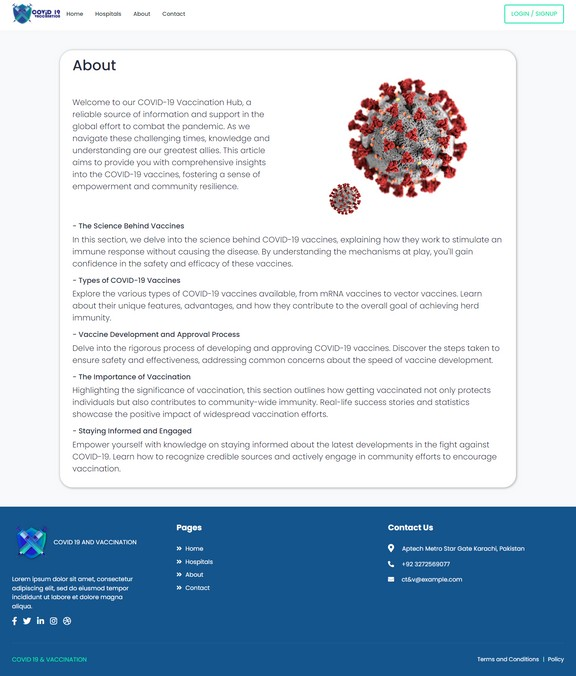 COVID 19
VACCINATION
Home
Hospitals
About
Contact
LOGIN / SIGNUP
About
Welcome to our COVID-19 Vaccination Hub, a
reliable source of information and support in the
global effort to combat the pandemic. As we
navigate these challenging times, knowledge and
understanding are our greatest allies. This article
aims to provide you with comprehensive insights
into the COVID-19 vaccines, fostering a sense of
empowerment and community resilience.
- The Science Behind Vaccines
In this section, we delve into the science behind COVID-19 vaccines, explaining how they work to stimulate an
immune response without causing the disease. By understanding the mechanisms at play, you'll gain
confidence in the safety and efficacy of these vaccines.
- Types of COVID-19 Vaccines
Explore the various types of COVID-19 vaccines available, from mRNA vaccines to vector vaccines. Learn
about their unique features, advantages, and how they contribute to the overall goal of achieving herd
immunity.
- Vaccine Development and Approval Process
Delve into the rigorous process of developing and approving COVID-19 vaccines. Discover the steps taken to
ensure safety and effectiveness, addressing common concerns about the speed of vaccine development.
- The Importance of Vaccination
Highlighting the significance of vaccination, this section outlines how getting vaccinated not only protects
individuals but also contributes to community-wide immunity. Real-life success stories and statistics
showcase the positive impact of widespread vaccination efforts.
- Staying Informed and Engaged
Empower yourself with knowledge on staying informed about the latest developments in the fight against
COVID-19. Learn how to recognize credible sources and actively engage in community efforts to encourage
vaccination.
COVID 19 AND VACCINATION
Lorem ipsum dolor sit amet, consectetur
adipiscing elit, sed do eiusmod tempor
incididunt ut labore et dolore magna
aliqua.
Pages
Home
Hospitals
About
Contact
Contact Us
Aptech Metro Star Gate Karachi, Pakistan
+92 3272569077
ct&v@example.com
COVID 19 & VACCINATION
Terms and Conditions | Policy